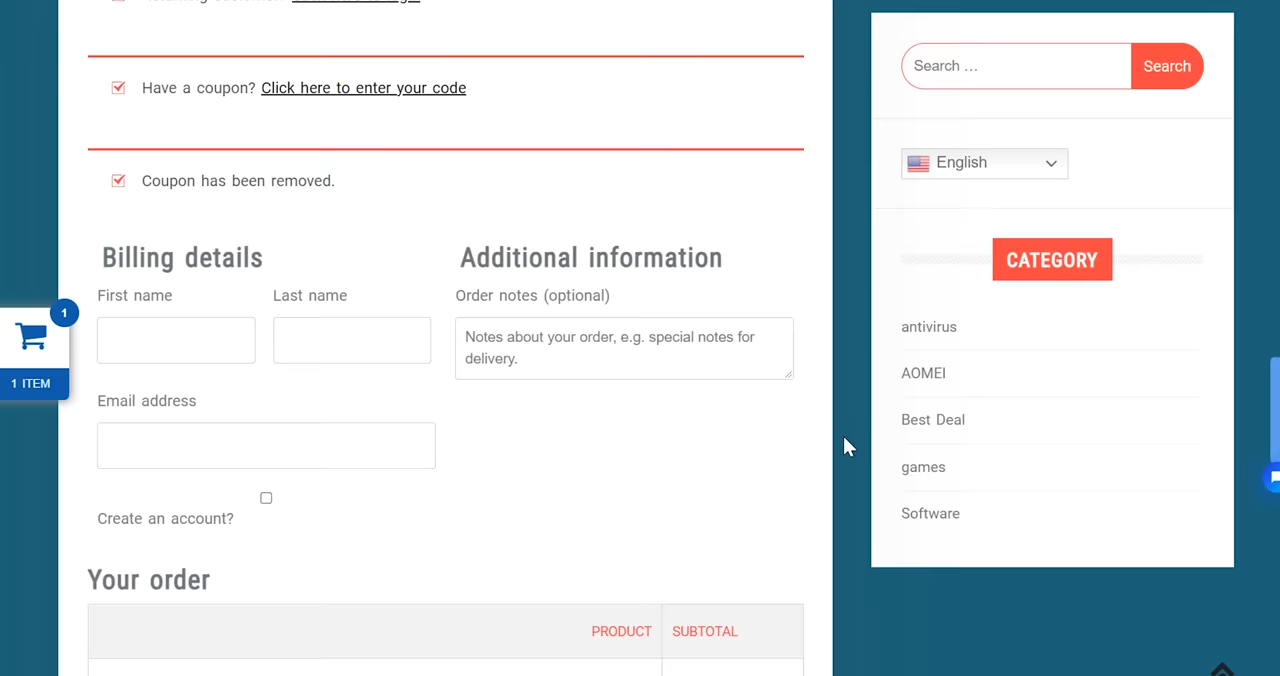 Have a coupon? Click here to enter your code
Coupon has been removed.
Billing details
First name
Last name
Email address
Create an account?
Additional information
Order notes (optional)
Notes about your order, e.g. special notes for
delivery.
Your order
PRODUCT
SUBTOTAL
1
1 ITEM
Search …
Search
English
CATEGORY
antivirus
AOMEI
Best Deal
games
Software